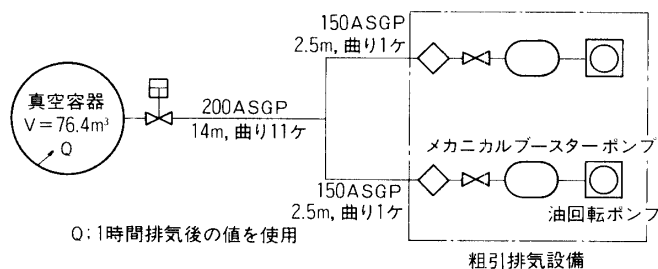 150ASGP
2.5m, 曲り1ケ
真空容器
V=76.4m³
Q
200ASGP
14m, 曲り11ケ
メカニカルブースターポンプ
150ASGP
2.5m, 曲り1ケ
油回転ポンプ
Q; 1時間排気後の値を使用
粗引排気設備